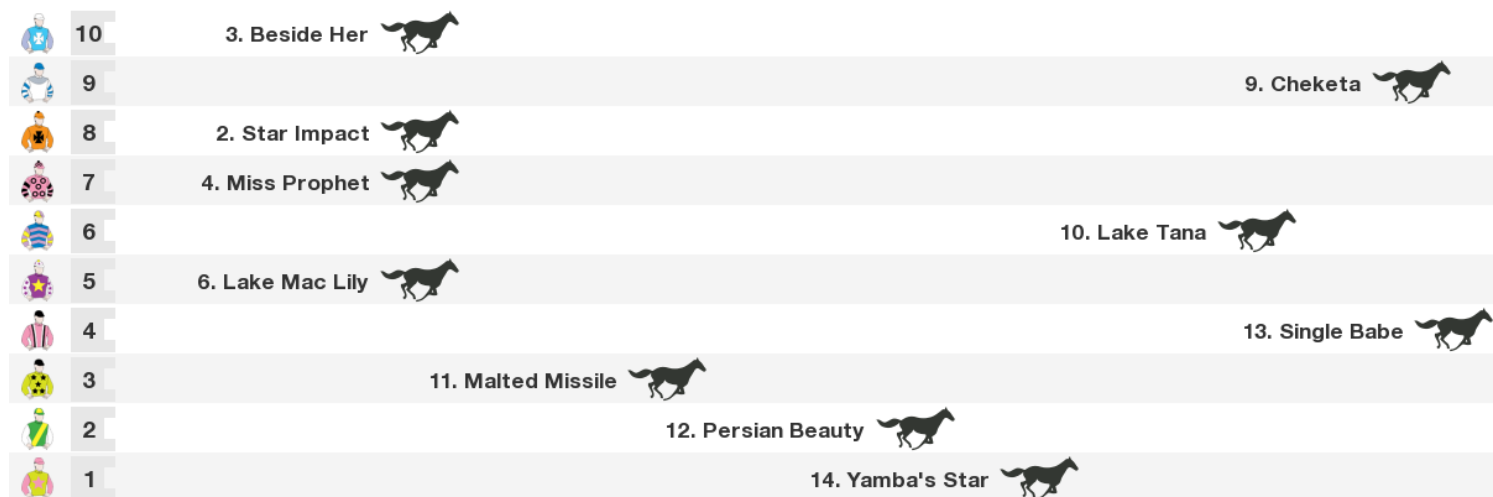 10 3. Beside Her
9 9. Cheketa
8 2. Star Impact
7 4. Miss Prophet
6 10. Lake Tana
5 6. Lake Mac Lily
4 13. Single Babe
3 11. Malted Missile
2 12. Persian Beauty
1 14. Yamba's Star